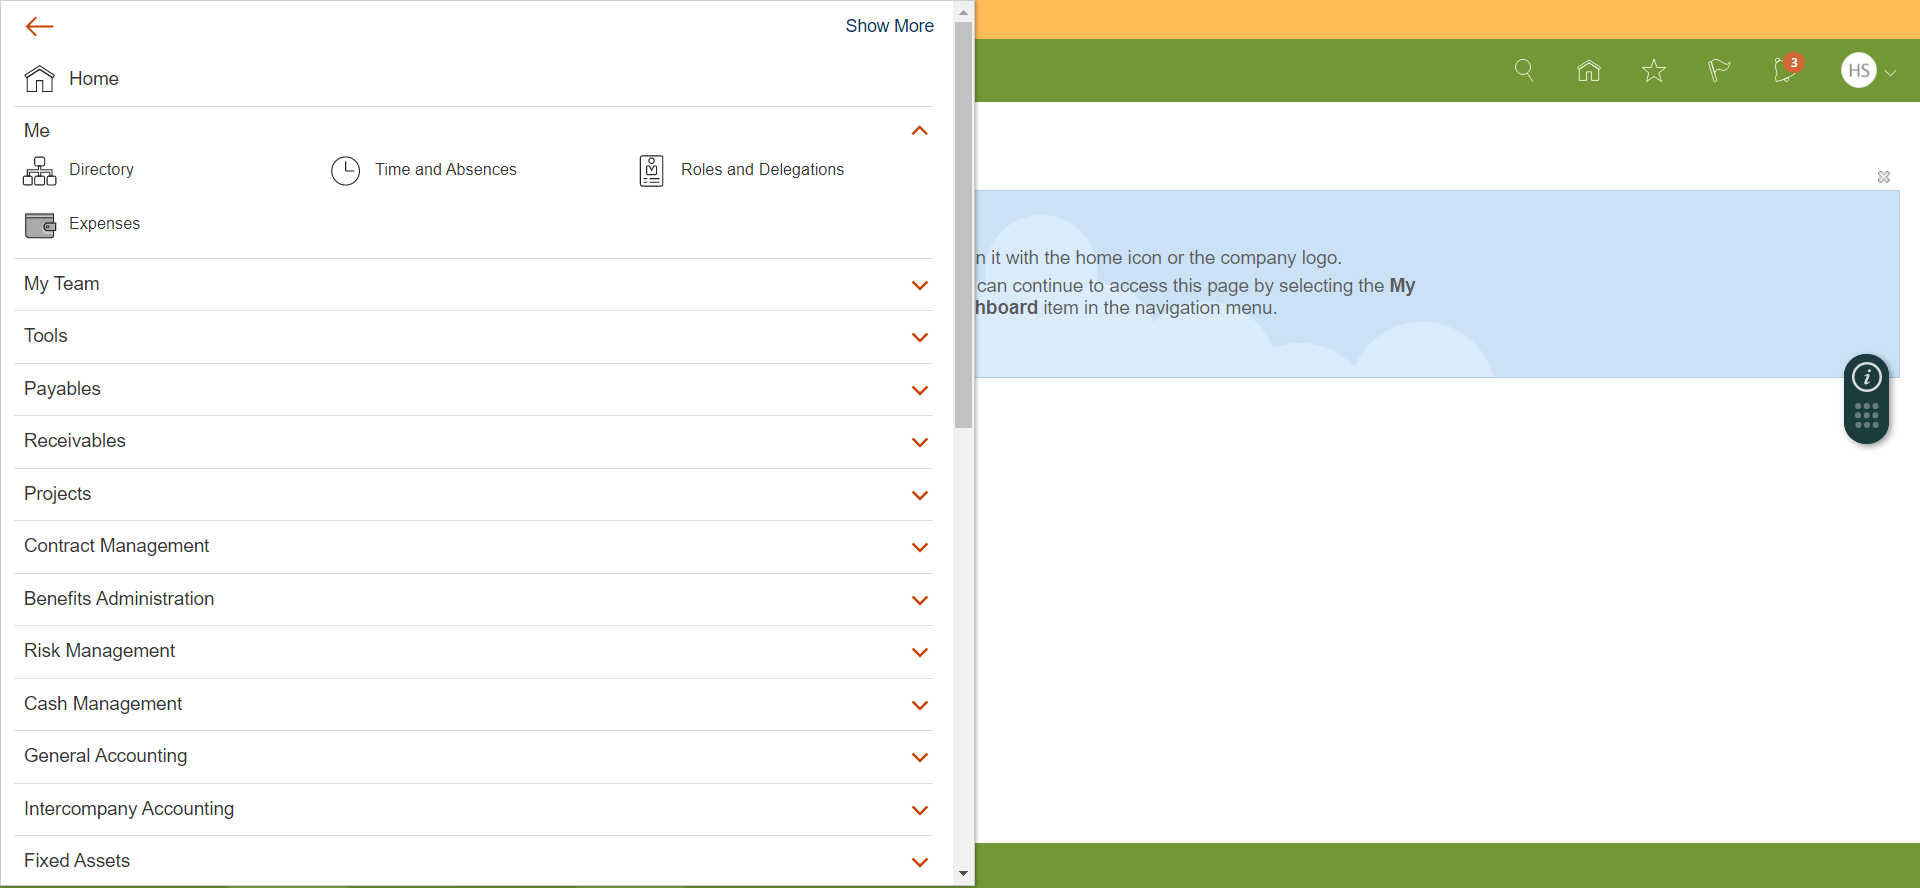 Show More
Home
Me
Directory
Time and Absences
Roles and Delegations
Expenses
My Team
Tools
Payables
Receivables
Projects
Contract Management
Benefits Administration
Risk Management
Cash Management
General Accounting
Intercompany Accounting
Fixed Assets
3
HS
n it with the home icon or the company logo.
can continue to access this page by selecting the My
hboard item in the navigation menu.
i